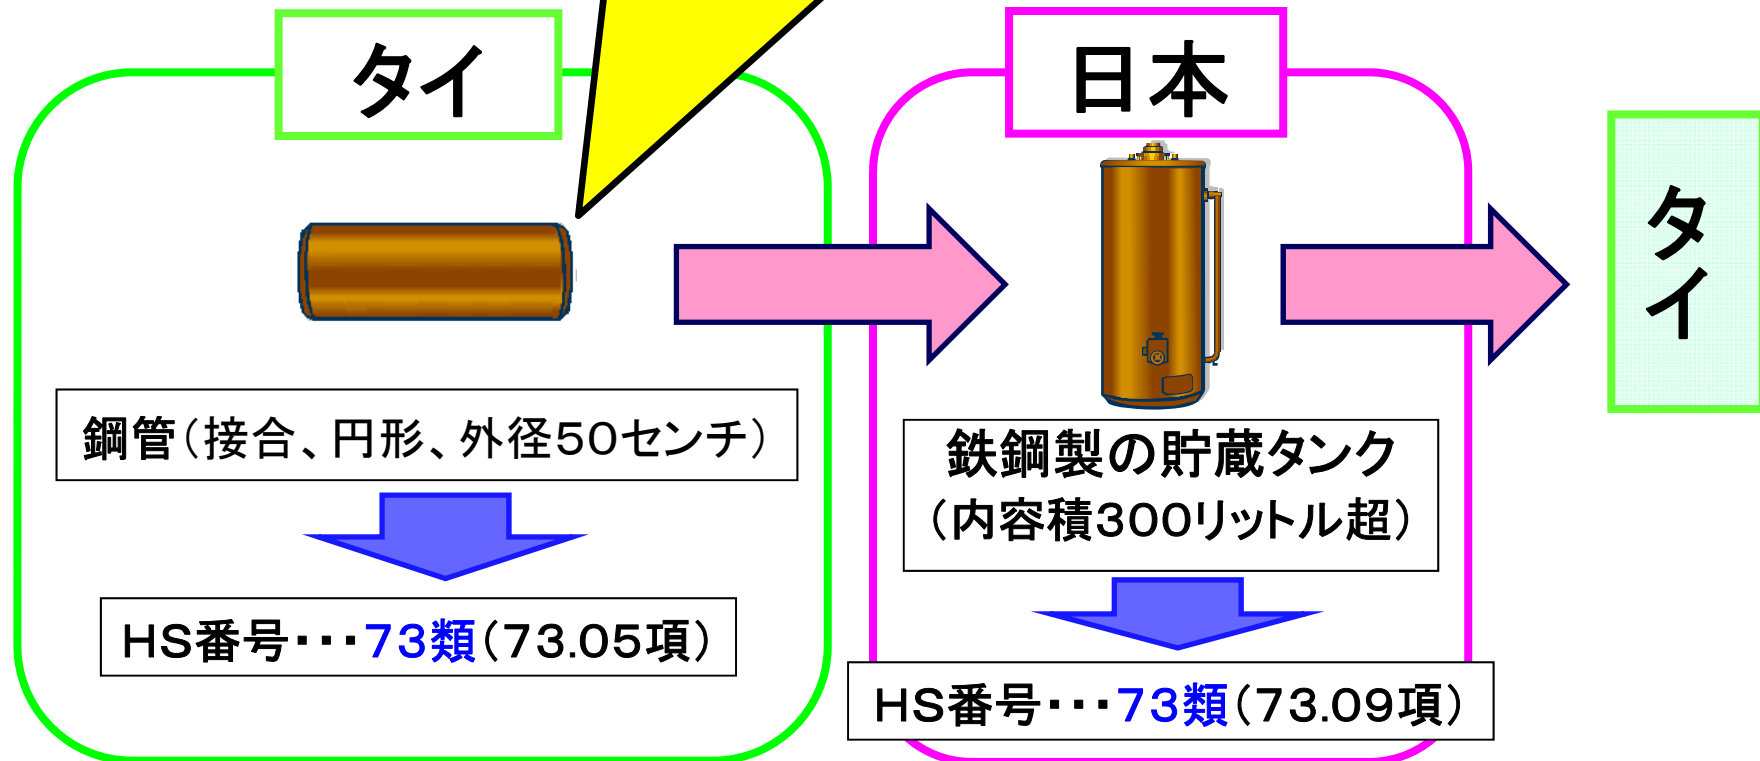 タイ
鋼管(接合、円形、外径50センチ)
HS番号・・・73類(73.05項)
日本
鉄鋼製の貯蔵タンク
(内容積300リットル超)
HS番号・・・73類(73.09項)
タイ